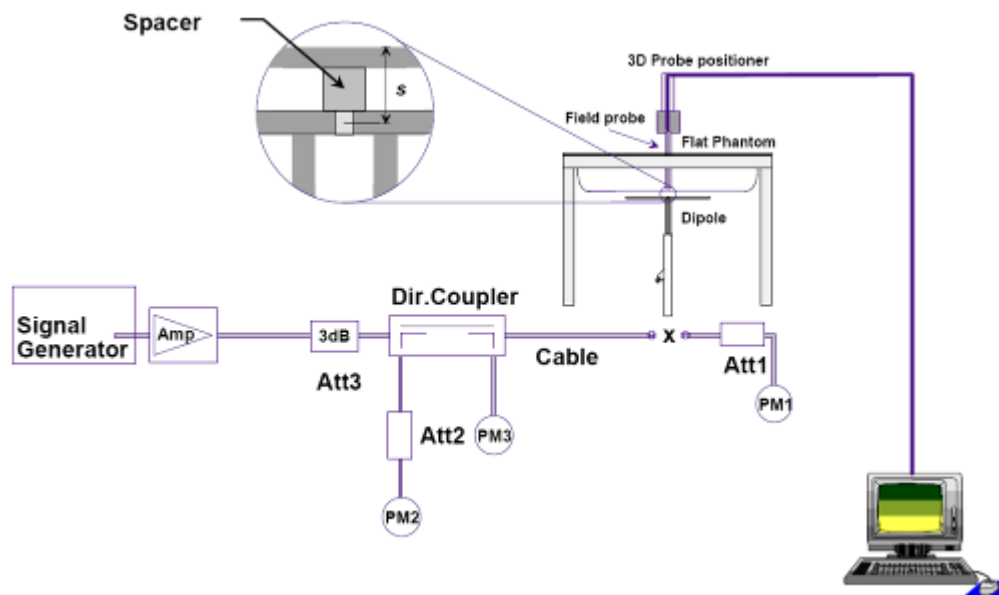 Spacer
s
3D Probe positioner
Field probe
Flat Phantom
Dipole
Dir.Coupler
Signal
Generator
Amp
3dB
Att3
Cable
x
Att1
PM1
Att2
PM3
PM2